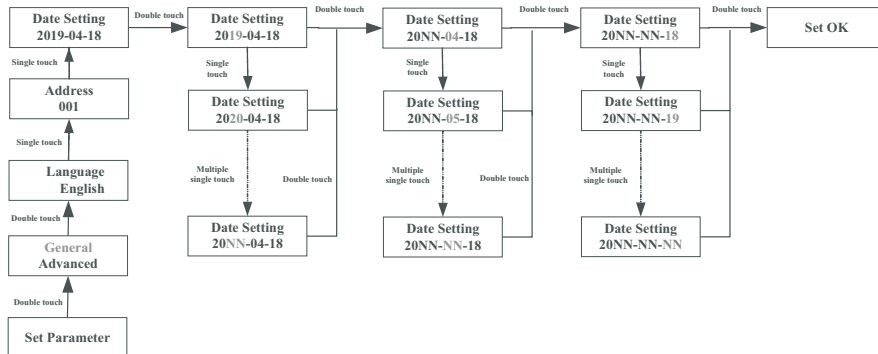 Date Setting
2019-04-18
Double touch
Date Setting
2019-04-18
Double touch
Date Setting
20NN-04-18
Double touch
Date Setting
20NN-NN-18
Double touch
Set OK
Single touch
Single
touch
Single
touch
Single
touch
Address
001
Date Setting
2020-04-18
Date Setting
20NN-05-18
Date Setting
20NN-NN-19
Single touch
Language
English
Multiple
single touch
Double touch
Multiple
single touch
Double touch
Multiple
single touch
Double touch
General
Advanced
Date Setting
20NN-04-18
Date Setting
20NN-NN-18
Date Setting
20NN-NN-NN
Double touch
Set Parameter